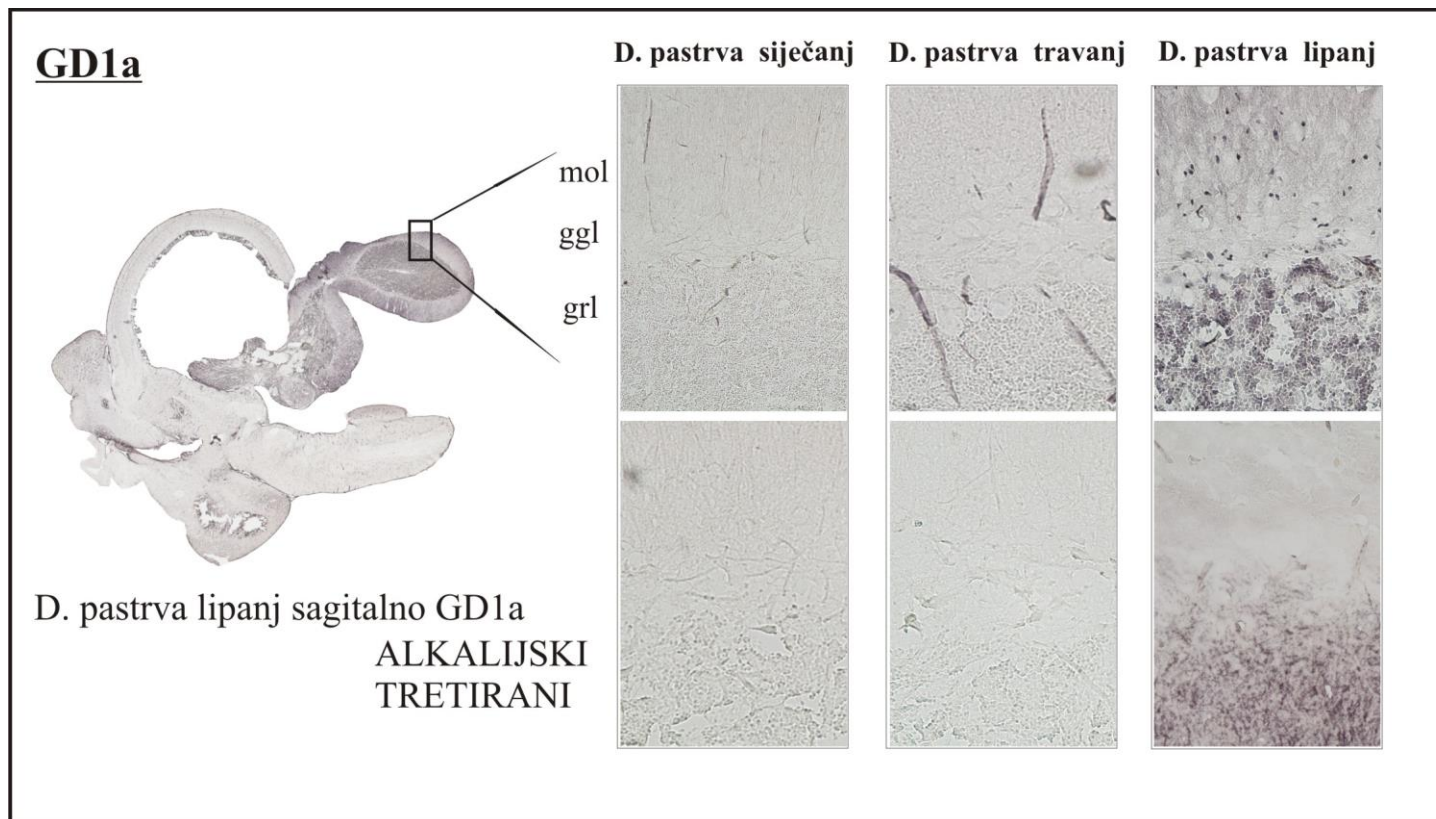 GD1a
D. pastrva siječanj
D. pastrva travanj
D. pastrva lipanj
mol
ggl
grl
D. pastrva lipanj sagitalno GD1a
ALKALIJSKI
TRETIRANI